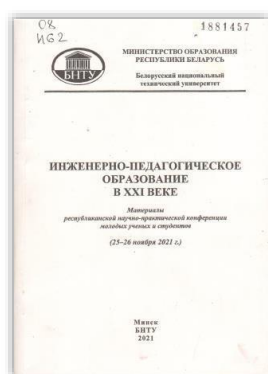 08
И62
1881457
МИНИСТЕРСТВО ОБРАЗОВАНИЯ
РЕСПУБЛИКИ БЕЛАРУСЬ
БНТУ
Белорусский национальный
технический университет
ИНЖЕНЕРНО-ПЕДАГОГИЧЕСКОЕ
ОБРАЗОВАНИЕ
В XXI ВЕКЕ
Материалы
республиканской научно-практической конференции
молодых ученых и студентов
(25–26 ноября 2021 г.)
Минск
БНТУ
2021